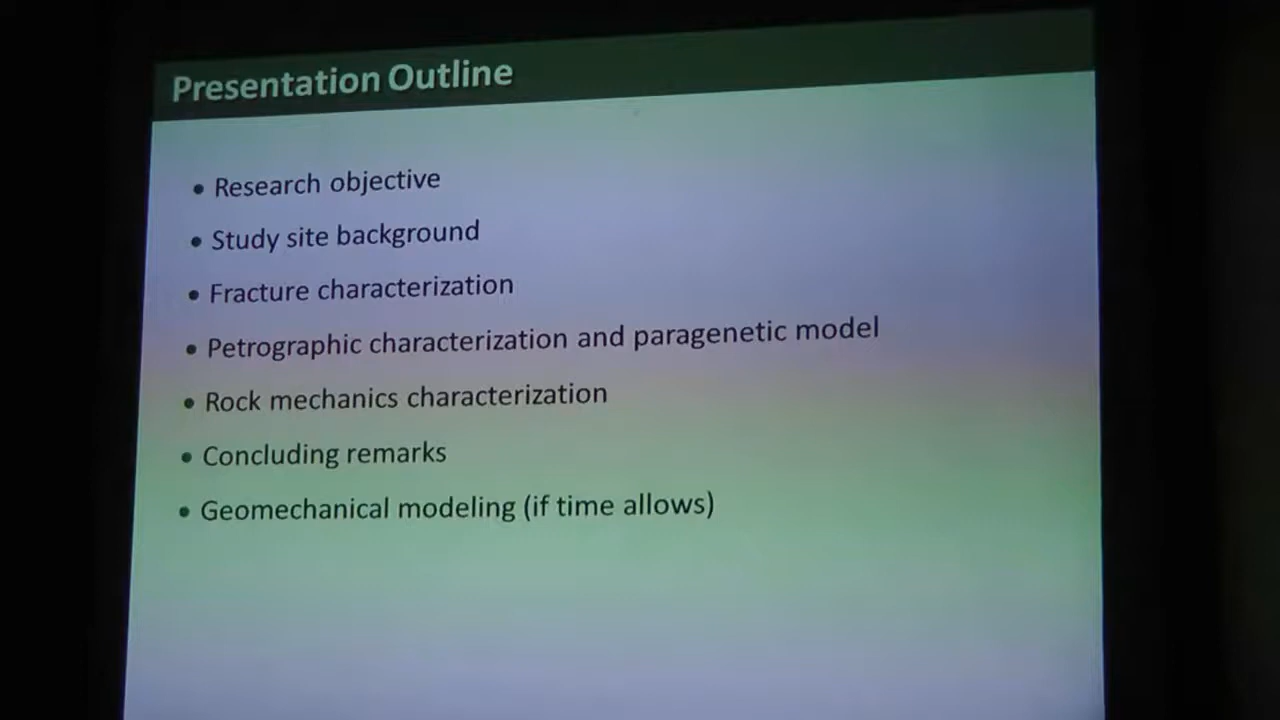 Presentation Outline
• Research objective
• Study site background
• Fracture characterization
• Petrographic characterization and paragenetic model
• Rock mechanics characterization
• Concluding remarks
• Geomechanical modeling (if time allows)